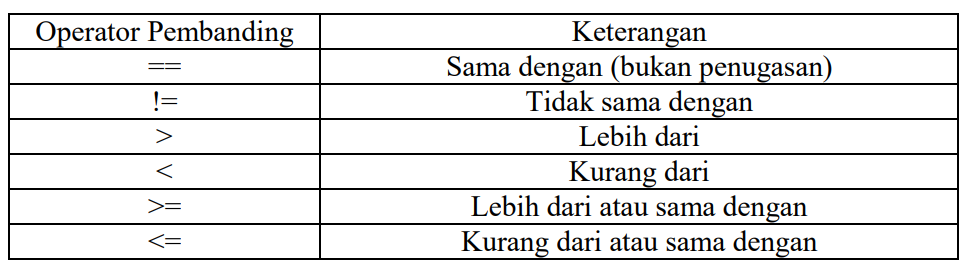 Operator Pembanding Keterangan
== Sama dengan (bukan penugasan)
!= Tidak sama dengan
> Lebih dari
< Kurang dari
>= Lebih dari atau sama dengan
<= Kurang dari atau sama dengan